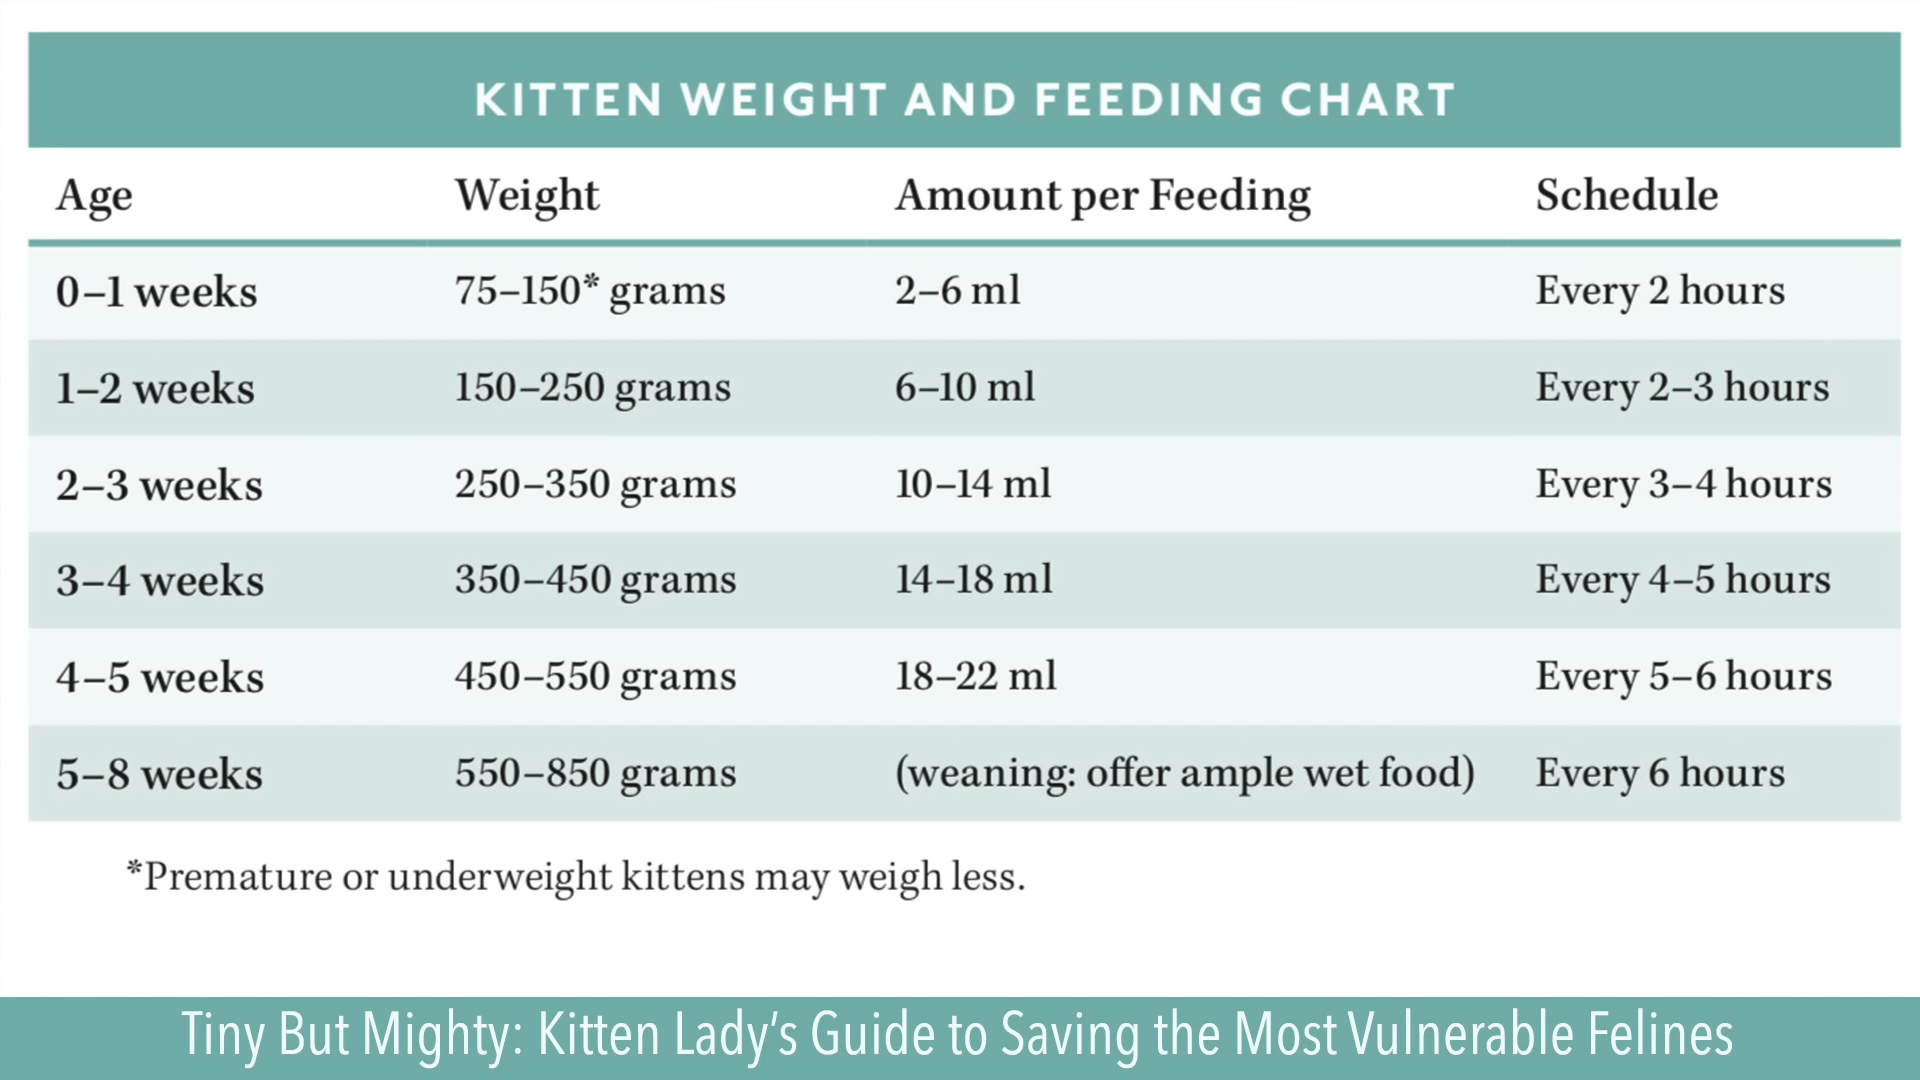 KITTEN WEIGHT AND FEEDING CHART
Age Weight Amount per Feeding Schedule
0–1 weeks 75–150* grams 2–6 ml Every 2 hours
1–2 weeks 150–250 grams 6–10 ml Every 2–3 hours
2–3 weeks 250–350 grams 10–14 ml Every 3–4 hours
3–4 weeks 350–450 grams 14–18 ml Every 4–5 hours
4–5 weeks 450–550 grams 18–22 ml Every 5–6 hours
5–8 weeks 550–850 grams (weaning: offer ample wet food) Every 6 hours
*Premature or underweight kittens may weigh less.
Tiny But Mighty: Kitten Lady’s Guide to Saving the Most Vulnerable Felines